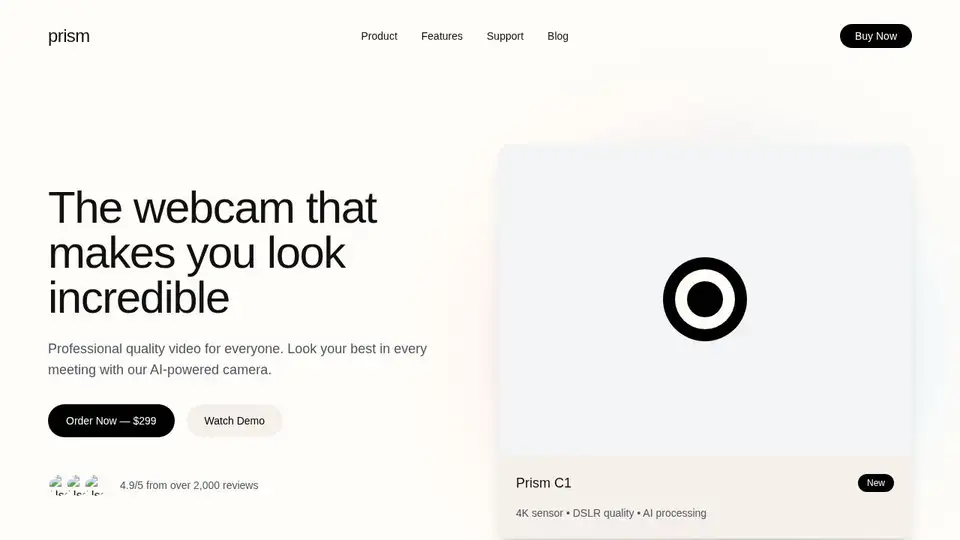 prism
Product
Features
Support
Blog
Buy Now
The webcam that
makes you look
incredible
Professional quality video for everyone. Look your best in every
meeting with our AI-powered camera.
Order Now — $299
Watch Demo
4.9/5 from over 2,000 reviews
Prism C1
New
4K sensor • DSLR quality • AI processing